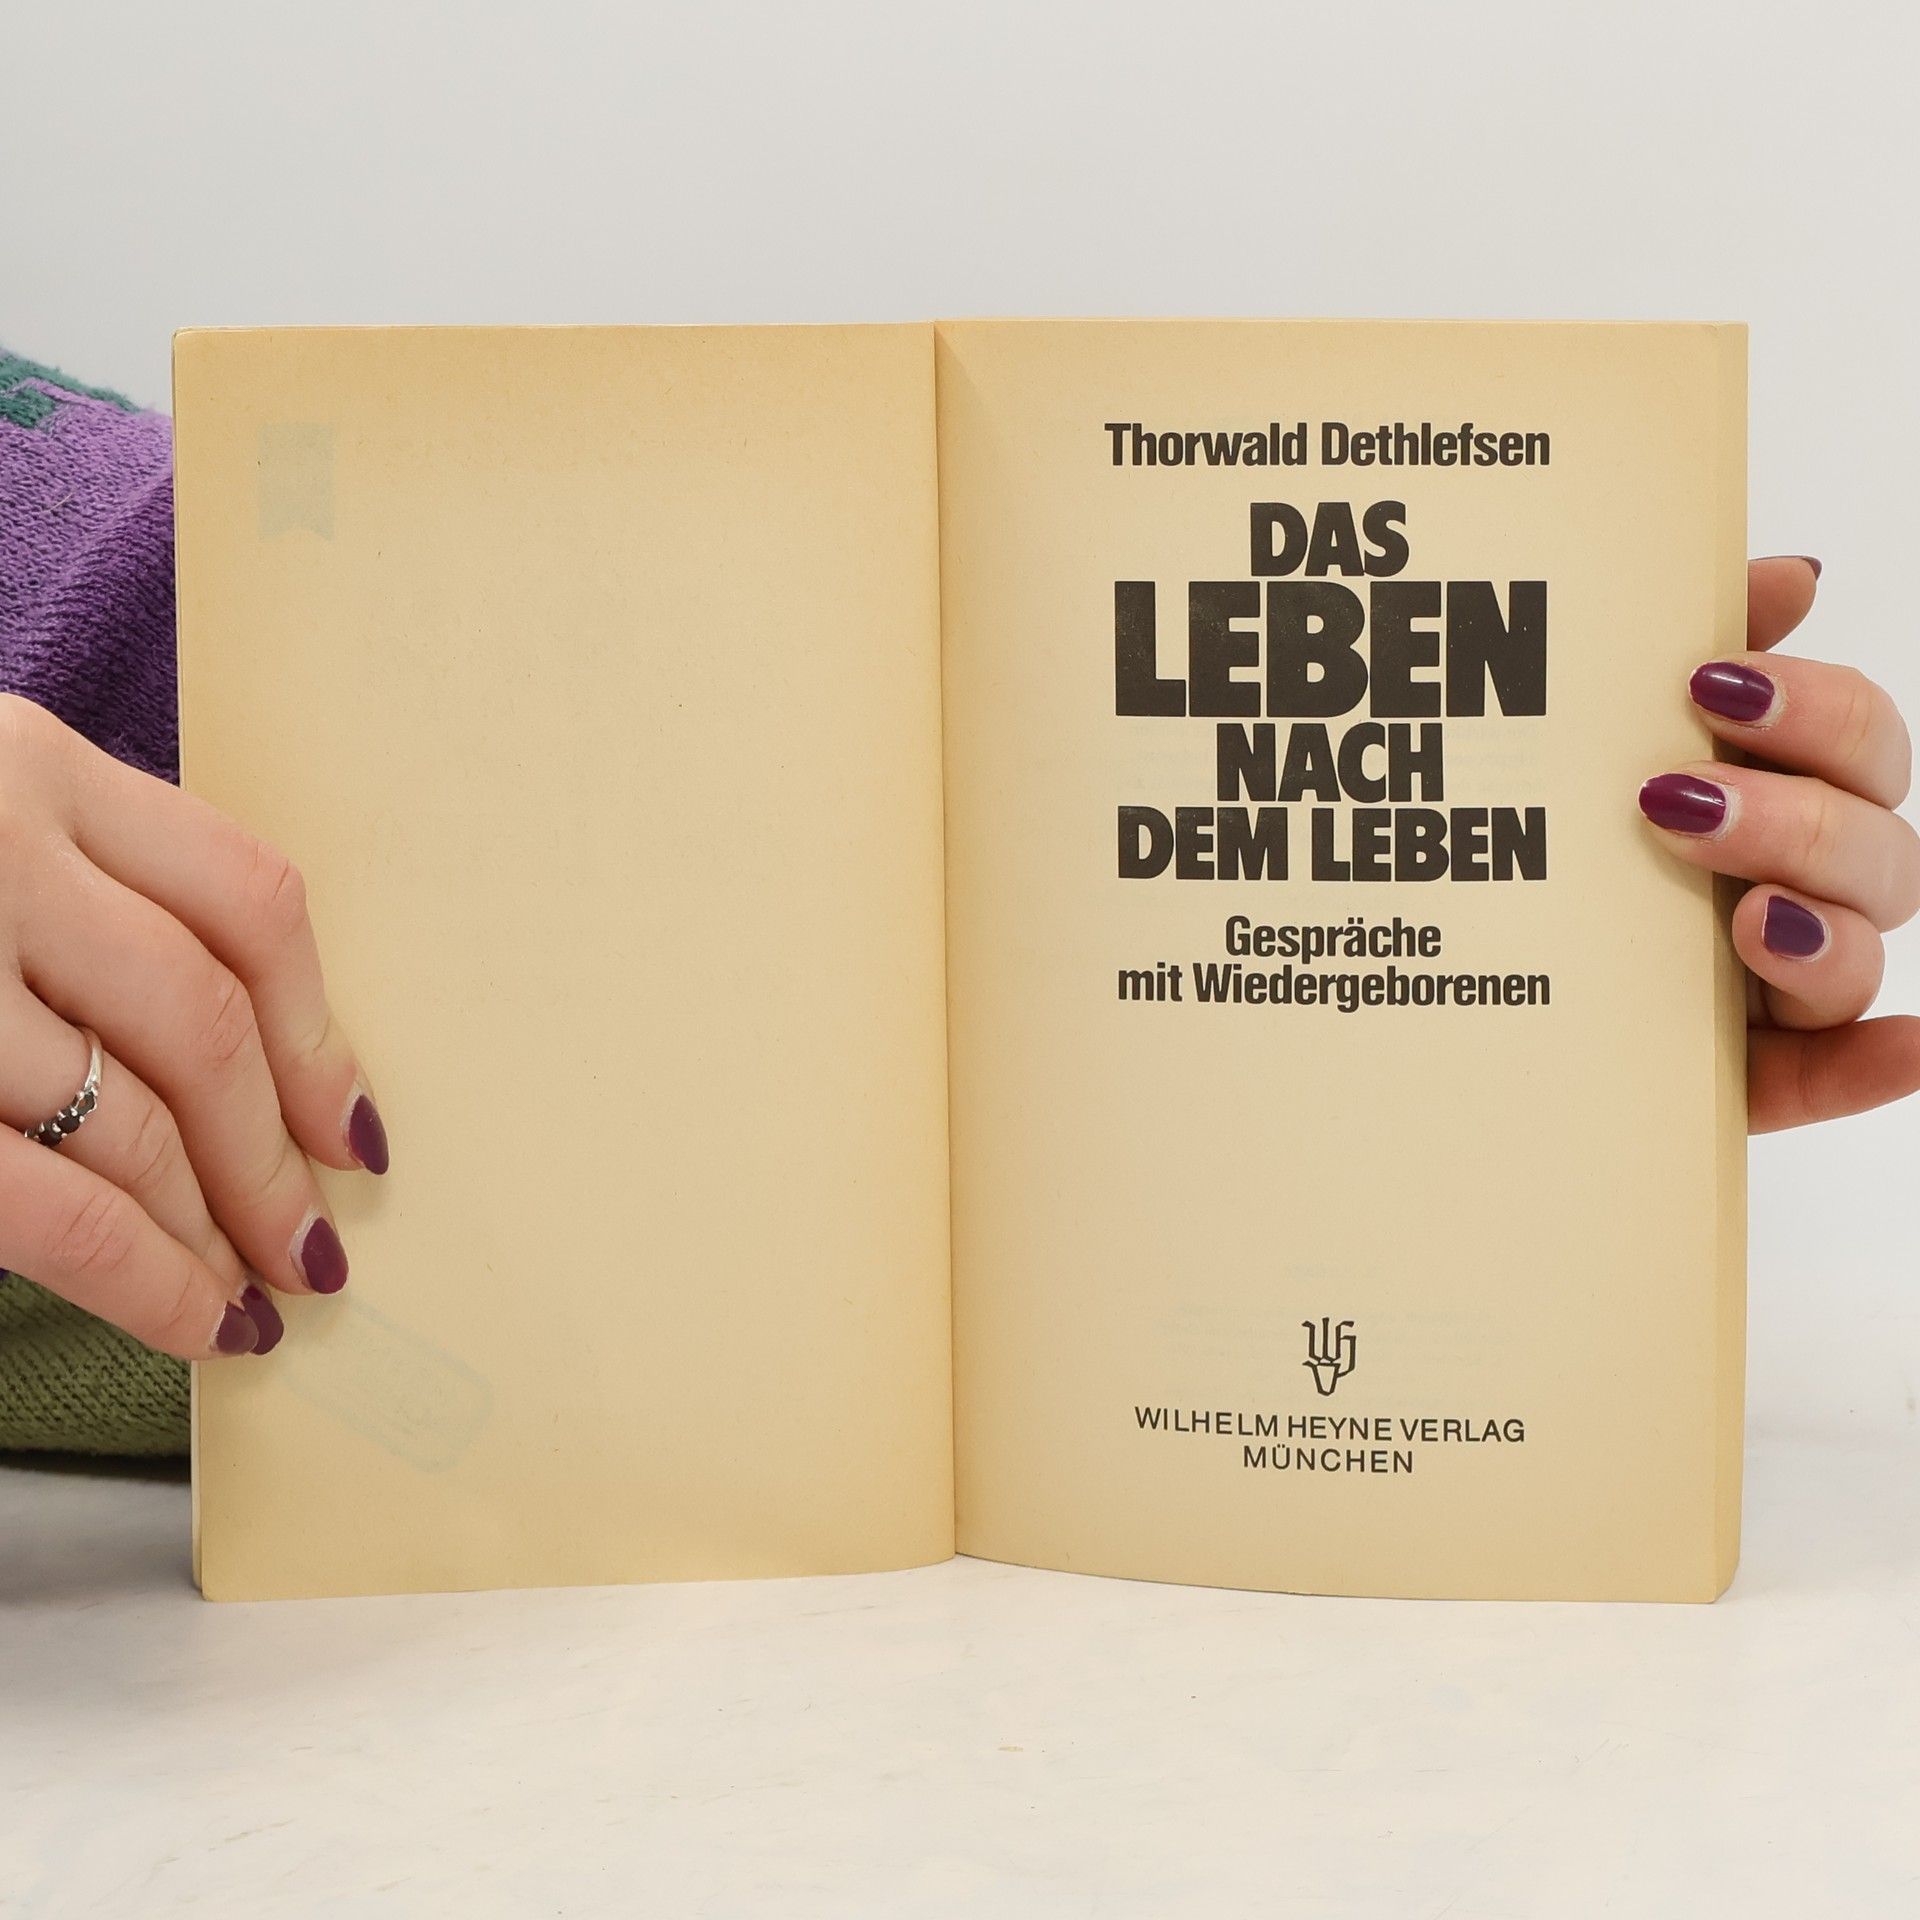 Thorwald Dethlefsen
DAS
LEBEN
NACH
DEM LEBEN
Gespräche
mit Wiedergeborenen
WILHELM HEYNE VERLAG
MÜNCHEN